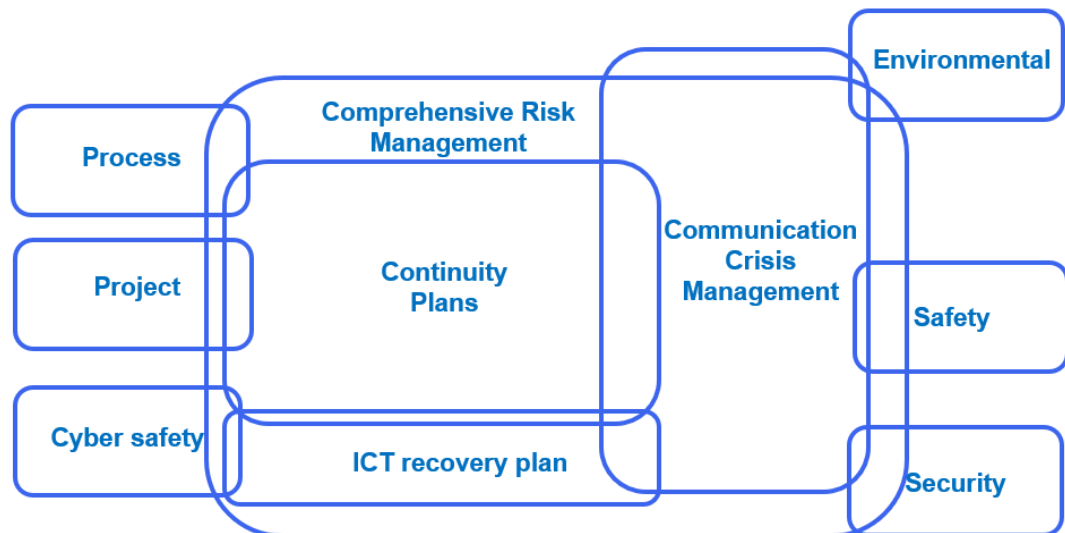 Environmental
Comprehensive Risk
Management
Process
Communication
Crisis
Management
Continuity
Plans
Project
Safety
Cyber safety
ICT recovery plan
Security